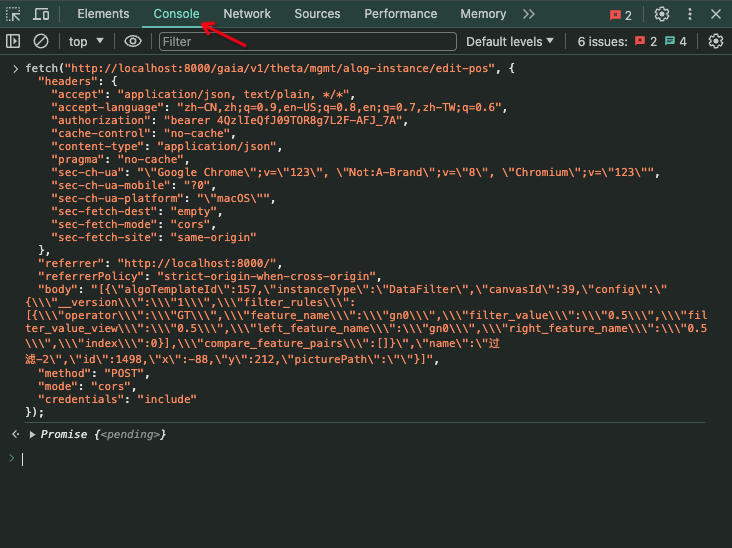 Elements Console Network Sources Performance Memory 2
top Filter Default levels 6 issues: 2 4
fetch("http://localhost:8000/gaia/v1/theta/mgmt/alog-instance/edit-pos", {
"headers": {
"accept": "application/json, text/plain, */*",
"accept-language": "zh-CN,zh;q=0.9,en-US;q=0.8,en;q=0.7,zh-TW;q=0.6",
"authorization": "bearer 4QzlIeQfJ09TOR8g7L2F-AFJ_7A",
"cache-control": "no-cache",
"content-type": "application/json",
"pragma": "no-cache",
"sec-ch-ua": "\"Google Chrome\";v=\"123\", \"Not:A-Brand\";v=\"8\", \"Chromium\";v=\"123\"",
"sec-ch-ua-mobile": "?0",
"sec-ch-ua-platform": "\"macOS\"",
"sec-fetch-dest": "empty",
"sec-fetch-mode": "cors",
"sec-fetch-site": "same-origin"
},
"referrer": "http://localhost:8000/",
"referrerPolicy": "strict-origin-when-cross-origin",
"body": "[{\"algoTemplateId\":157,\"instanceType\":\"DataFilter\",\"canvasId\":39,\"config\":\"
{\\\"__version\\\":\\\"1\\\",\\\"filter_rules\\\":
[{\\\"operator\\\":\\\"GT\\\",\\\"feature_name\\\":\\\"gn0\\\",\\\"filter_value\\\":\\\"0.5\\\",\\\"fil
ter_value_view\\\":\\\"0.5\\\",\\\"left_feature_name\\\":\\\"gn0\\\",\\\"right_feature_name\\\":\\\"0.5
\\\",\\\"index\\\":0}],\\\"compare_feature_pairs\\\":[]}\",\"name\":\"过
滤-2\",\"id\":1498,\"x\":-88,\"y\":212,\"picturePath\":\"\"}]",
"method": "POST",
"mode": "cors",
"credentials": "include"
});
Promise {<pending>}